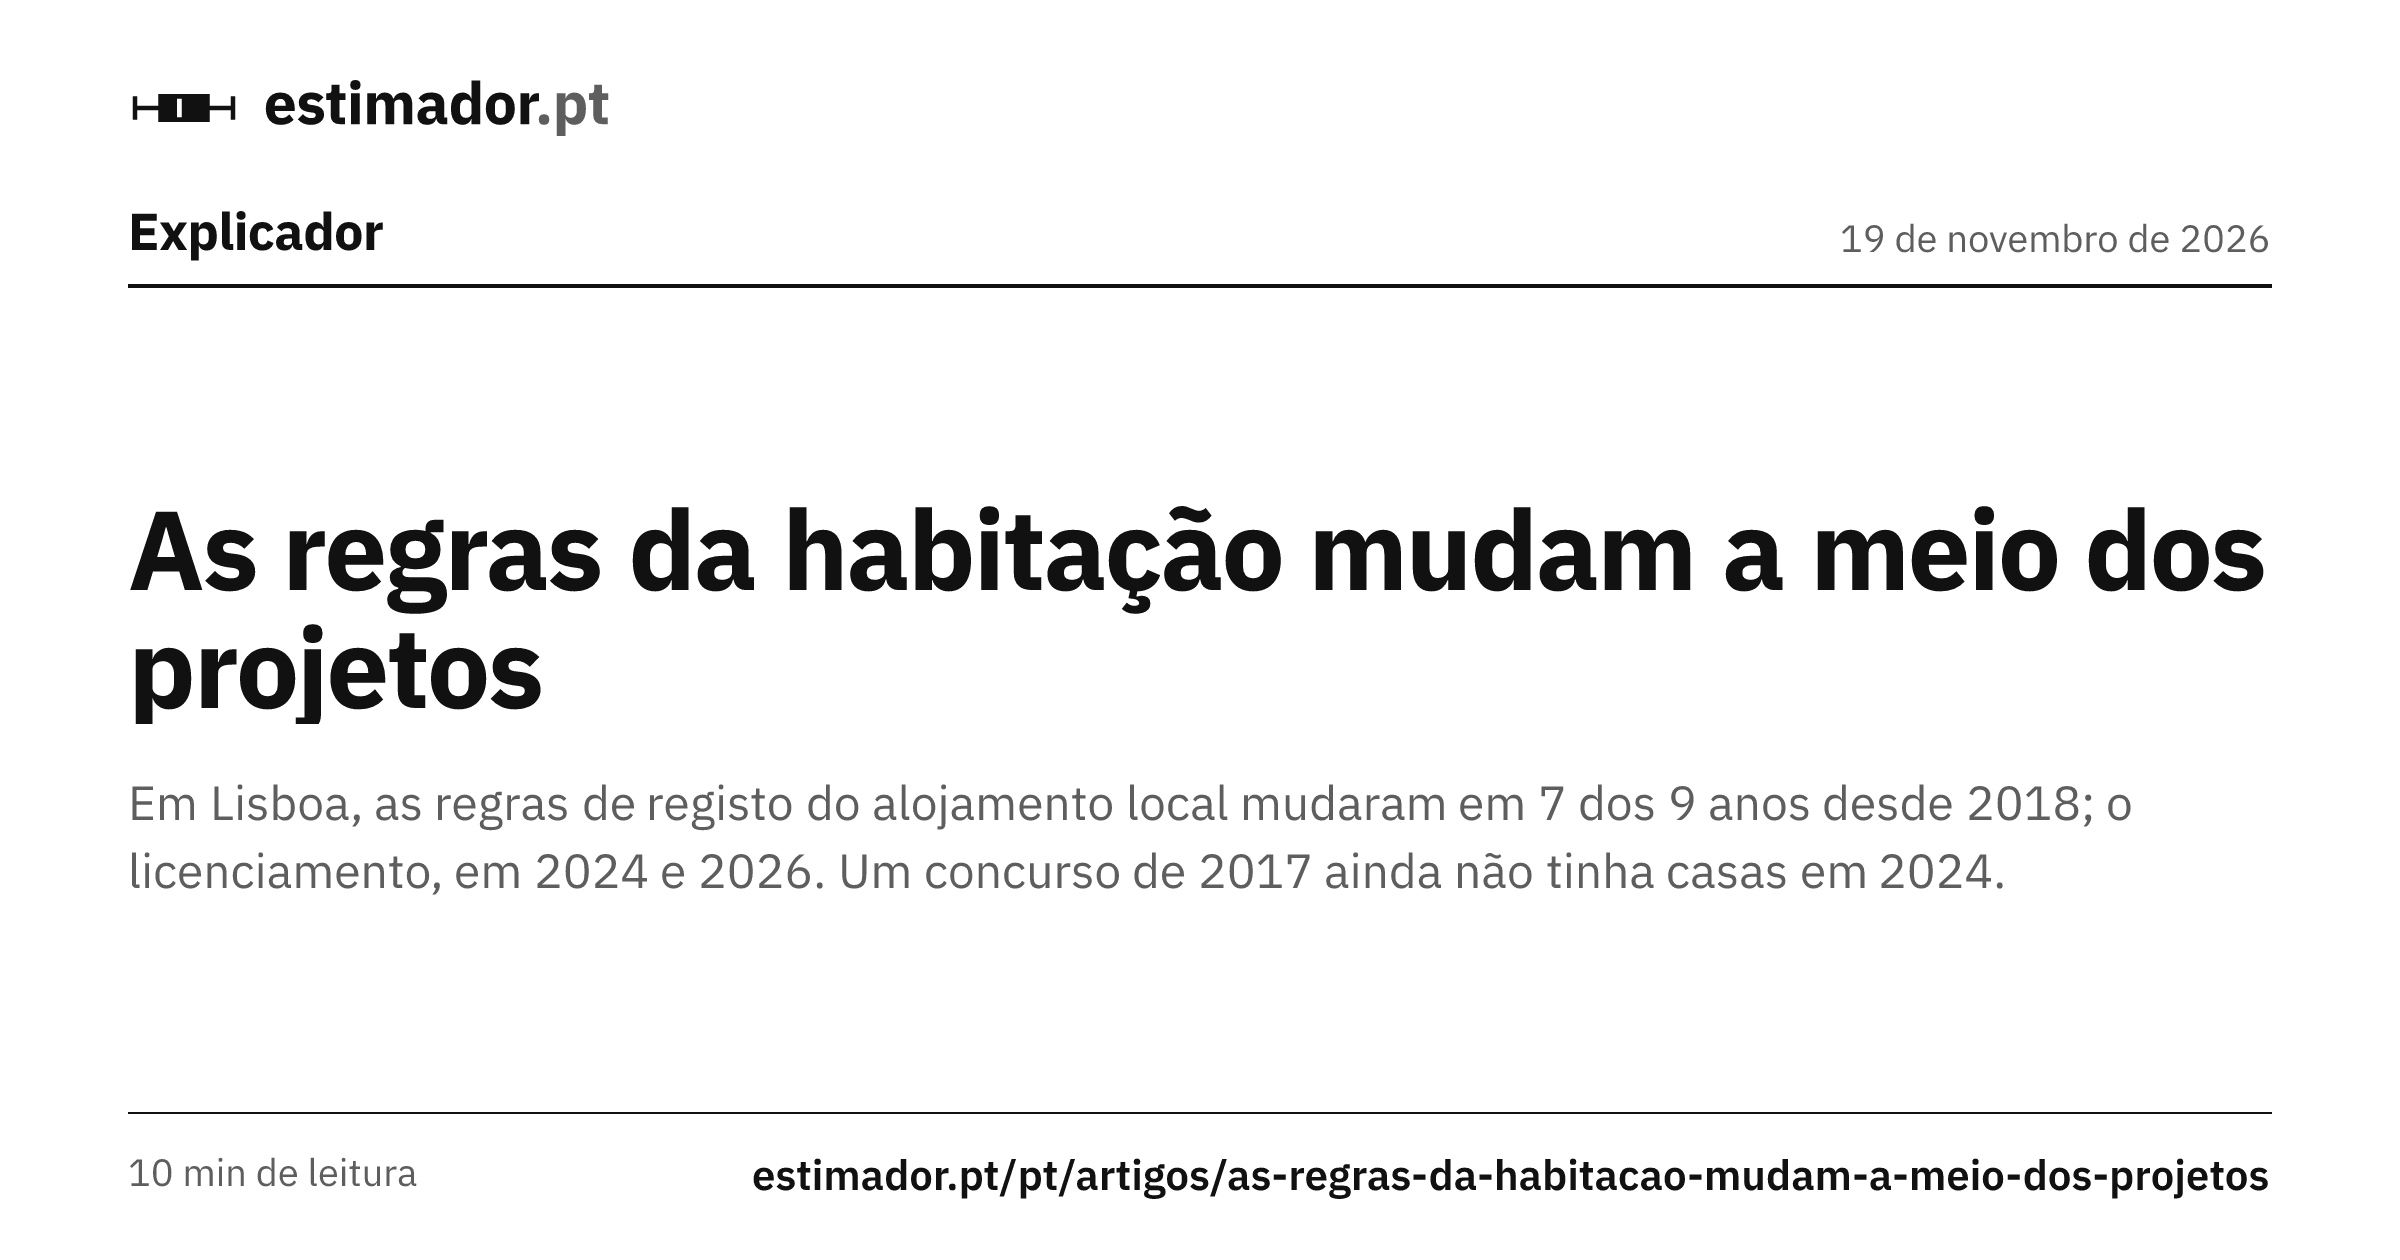 estimador.pt
Explicador
19 de novembro de 2026
As regras da habitação mudam a meio dos
projetos
Em Lisboa, as regras de registo do alojamento local mudaram em 7 dos 9 anos desde 2018; o
licenciamento, em 2024 e 2026. Um concurso de 2017 ainda não tinha casas em 2024.
10 min de leitura
estimador.pt/pt/artigos/as-regras-da-habitacao-mudam-a-meio-dos-projetos